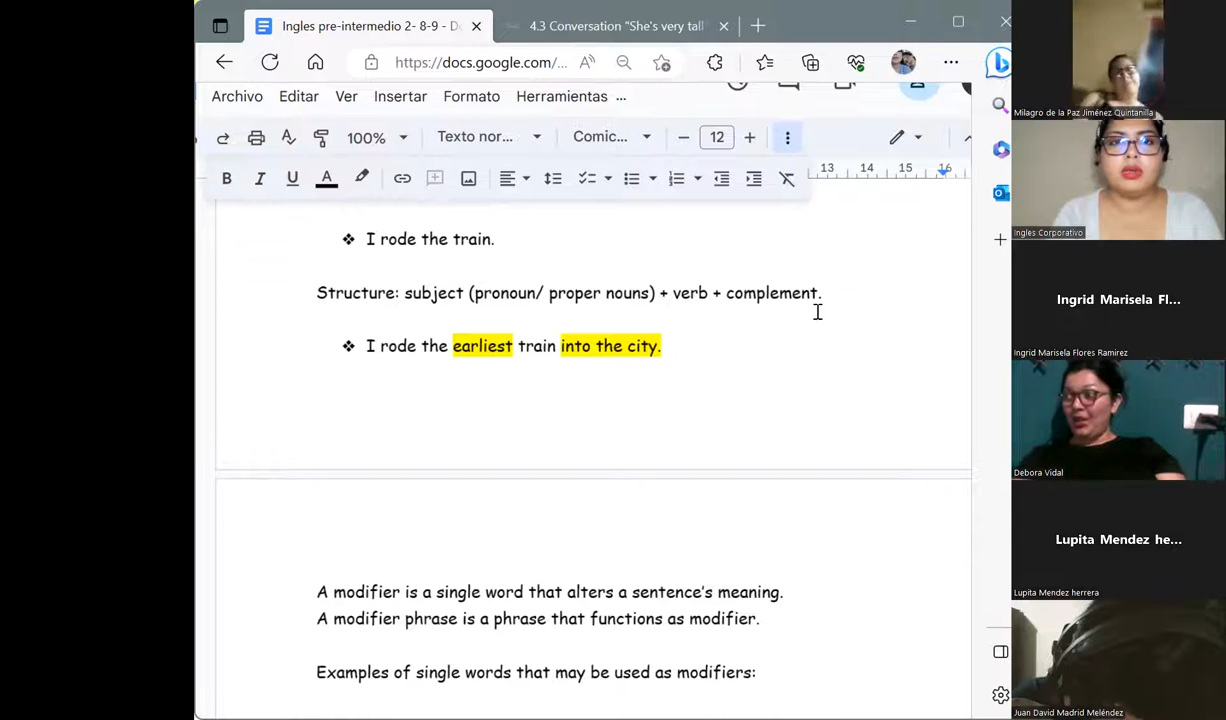 Ingles pre-intermedio 2- 8-9 - Do
4.3 Conversation "She's very tall
https://docs.google.com/...
Archivo Editar Ver Insertar Formato Herramientas ...
100% Texto nor... Comic... 12
13 14 15 16
❖ I rode the train.
Structure: subject (pronoun/ proper nouns) + verb + complement.
❖ I rode the earliest train into the city.
A modifier is a single word that alters a sentence's meaning.
A modifier phrase is a phrase that functions as modifier.
Examples of single words that may be used as modifiers:
Milagro de la Paz Jiménez Quintanilla
Ingles Corporativo
Ingrid Marisela Fl...
Ingrid Marisela Flores Ramirez
Debora Vidal
Lupita Mendez he...
Lupita Mendez herrera
Juan David Madrid Meléndez